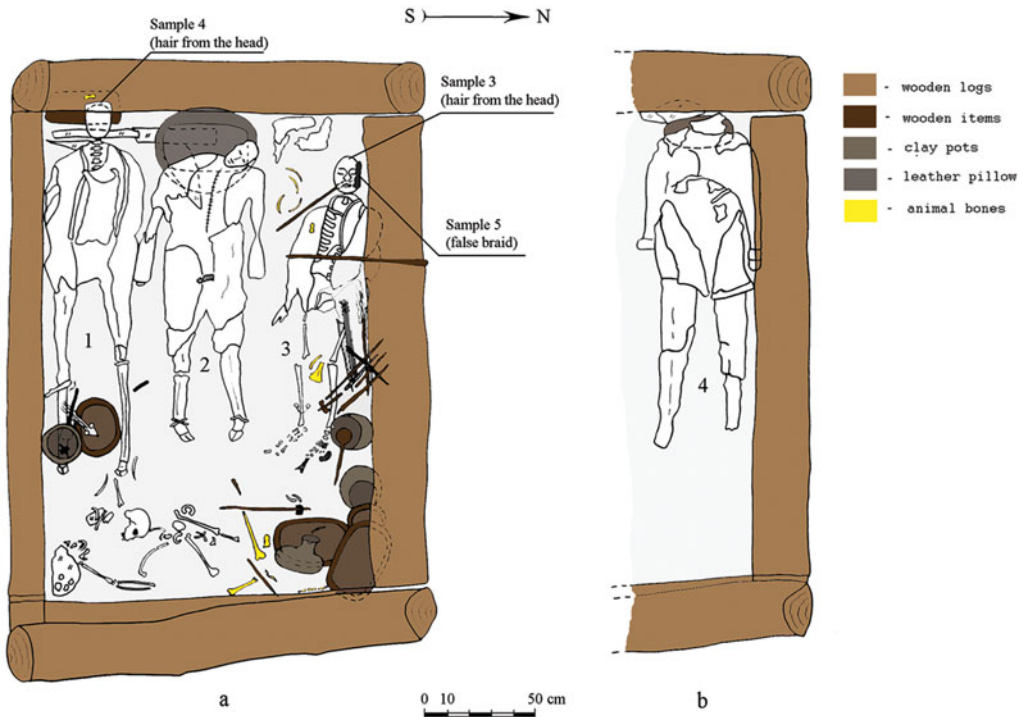 S N
Sample 4
(hair from the head)
Sample 3
(hair from the head)
Sample 5
(false braid)
1
2
3
4
- wooden logs
- wooden items
- clay pots
- leather pillow
- animal bones
a
b
0 10 50 cm